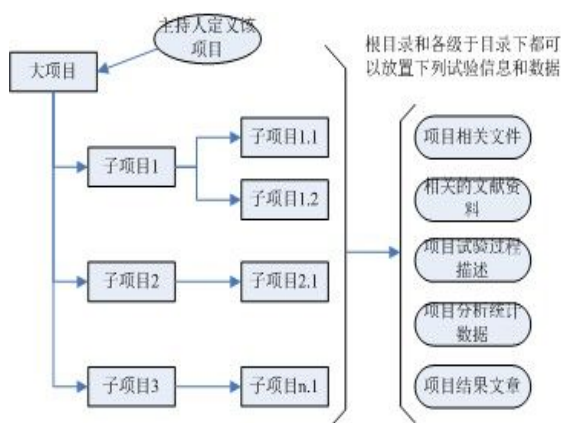 主持人定义该
项目
大项目
子项目1
子项目1.1
子项目1.2
子项目2
子项目2.1
子项目3
子项目n.1
根目录和各级于目录下都可
以放置下列试验信息和数据
项目相关文件
相关的文献资
料
项目试验过程
描述
项目分析统计
数据
项目结果文章